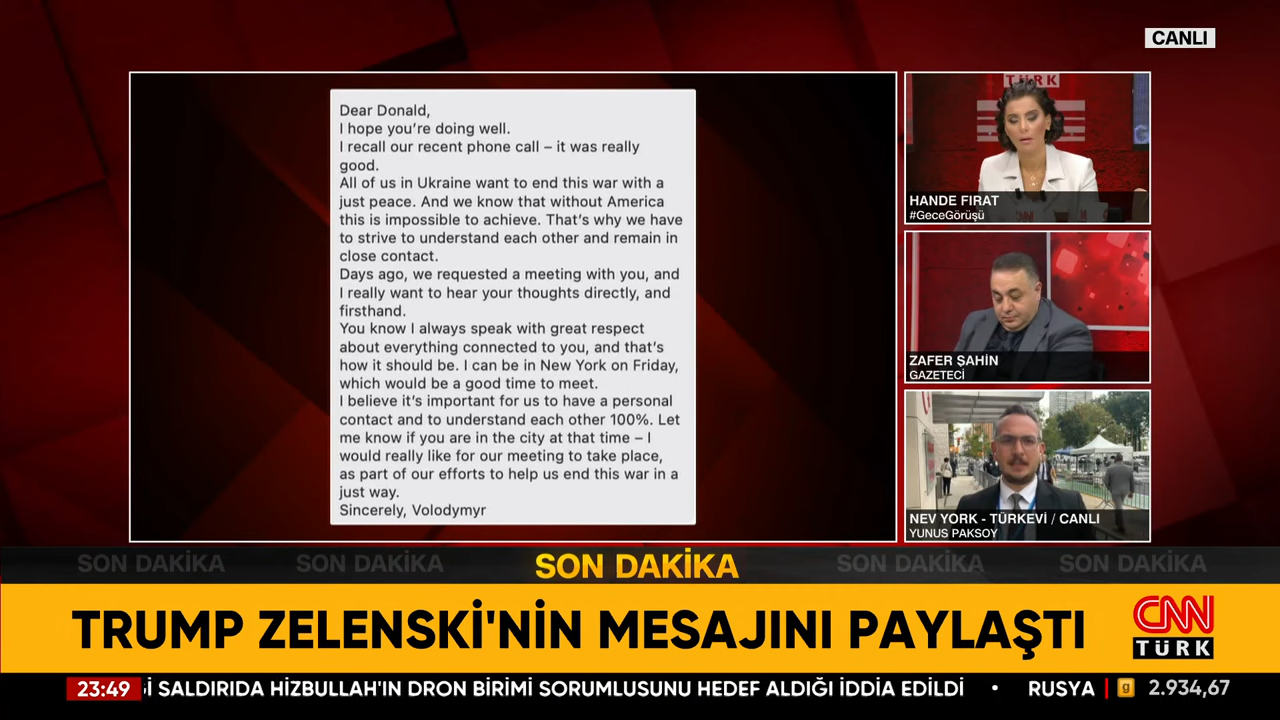 CANLI
Dear Donald,
I hope you're doing well.
I recall our recent phone call – it was really
good.
All of us in Ukraine want to end this war with a
just peace. And we know that without America
this is impossible to achieve. That's why we have
to strive to understand each other and remain in
close contact.
Days ago, we requested a meeting with you, and
I really want to hear your thoughts directly, and
firsthand.
You know I always speak with great respect
about everything connected to you, and that's
how it should be. I can be in New York on Friday,
which would be a good time to meet.
I believe it's important for us to have a personal
contact and to understand each other 100%. Let
me know if you are in the city at that time – I
would really like for our meeting to take place,
as part of our efforts to help us end this war in a
just way.
Sincerely, Volodymyr
TÜRK
HANDE FIRAT
#GeceGörüşü
ZAFER ŞAHİN
GAZETECİ
NEV YORK - TÜRKEVİ / CANLI
YUNUS PAKSOY
SON DAKİKA SON DAKİKA SON DAKİKA SON DAKİKA SON DAKİKA
TRUMP ZELENSKİ'NİN MESAJINI PAYLAŞTI
CNN
TÜRK
23:49 SALDIRIDA HİZBULLAH'IN DRON BİRİMİ SORUMLUSUNU HEDEF ALDIĞI İDDİA EDİLDİ • RUSYA g 2.934,67